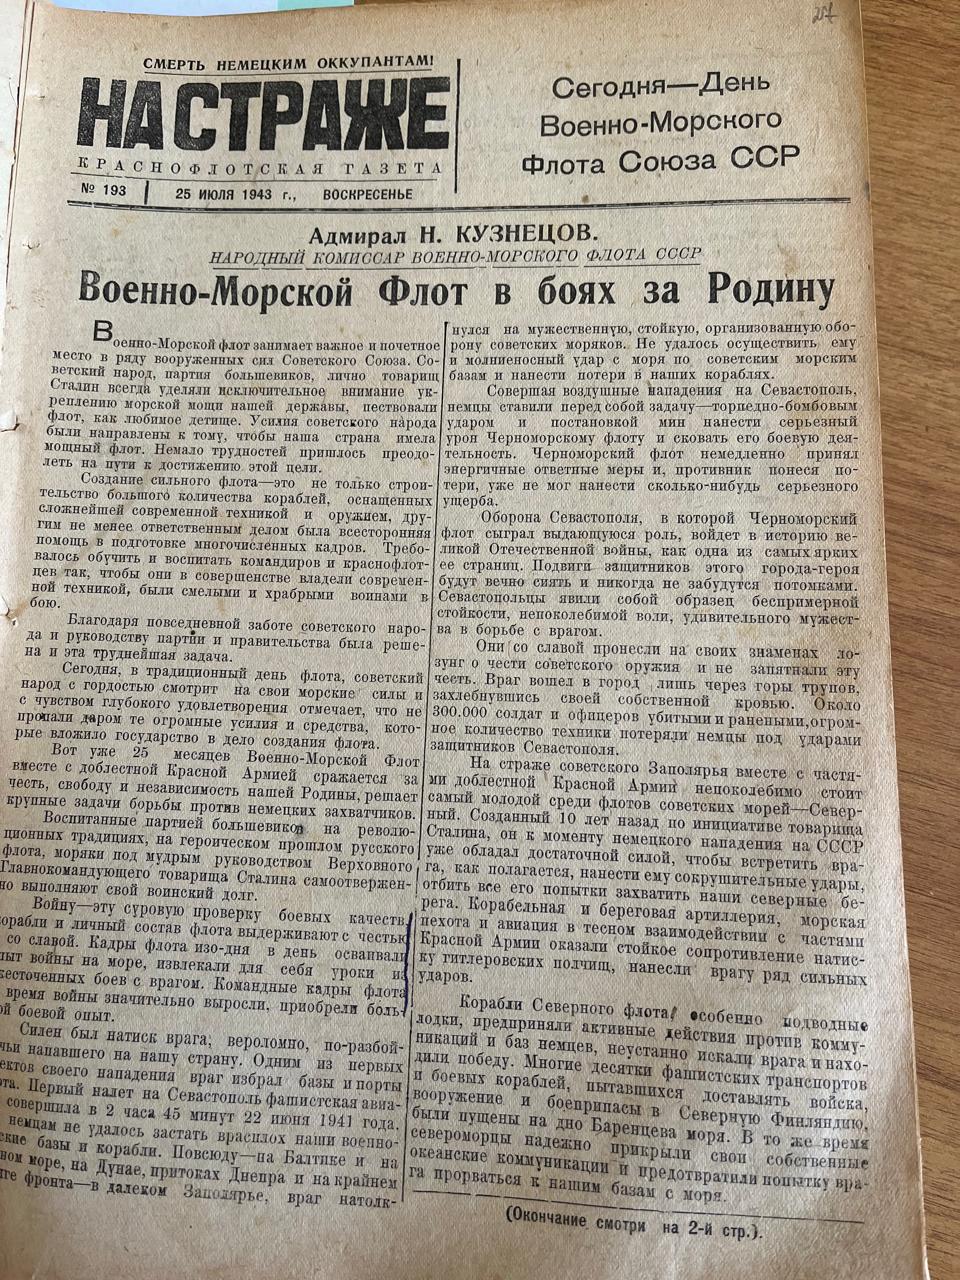 257
СМЕРТЬ НЕМЕЦКИМ ОККУПАНТАМ!
НА СТРАЖЕ
КРАСНОФЛОТСКАЯ ГАЗЕТА
№ 193
25 ИЮЛЯ 1943 г., ВОСКРЕСЕНЬЕ
Сегодня—День
Военно-Морского
Флота Союза ССР
Адмирал Н. КУЗНЕЦОВ.
НАРОДНЫЙ КОМИССАР ВОЕННО-МОРСКОГО ФЛОТА СССР
Военно-Морской Флот в боях за Родину
Военно-Морской флот занимает важное и почетное
место в ряду вооруженных сил Советского Союза. Со-
ветский народ, партия большевиков, лично товарищ
Сталин всегда уделяли исключительное внимание ук-
реплению морской мощи нашей державы, пествовали
флот, как любимое детище. Усилия советского народа
были направлены к тому, чтобы наша страна имела
мощный флот. Немало трудностей пришлось преодо-
леть на пути к достижению этой цели.
Создание сильного флота—это не только строи-
тельство большого количества кораблей, оснащенных
сложнейшей современной техникой и оружием, дру-
гим не менее ответственным делом была всесторонняя
помощь в подготовке многочисленных кадров. Требо-
валось обучить и воспитать командиров и краснофлот-
цев так, чтобы они в совершенстве владели современ-
ной техникой, были смелыми и храбрыми воинами в
бою.
Благодаря повседневной заботе советского наро-
да и руководству партии и правительства была реше-
на и эта труднейшая задача.
Сегодня, в традиционный день флота, советский
народ с гордостью смотрит на свои морские силы и
с чувством глубокого удовлетворения отмечает, что не
пропали даром те огромные усилия и средства, кото-
рые вложило государство в дело создания флота.
Вот уже 25 месяцев Военно-Морской Флот
вместе с доблестной Красной Армией сражается за
честь, свободу и независимость нашей Родины, решает
крупные задачи борьбы против немецких захватчиков.
Воспитанные партией большевиков на револю-
ционных традициях, на героическом прошлом русского
флота, моряки под мудрым руководством Верховного
Главнокомандующего товарища Сталина самоотвержен-
но выполняют свой воинский долг.
Войну—эту суровую проверку боевых качеств,
корабли и личный состав флота выдерживают с честью
со славой. Кадры флота изо-дня в день осваивали
опыт войны на море, извлекали для себя уроки из
жесточенных боев с врагом. Командные кадры флота
время войны значительно выросли, приобрели боль-
ой боевой опыт.
Силен был натиск врага; вероломно, по-разбой-
чьи напавшего на нашу страну. Одним из первых
ектов своего нападения враг избрал базы и порты
ота. Первый налет на Севастополь фашистская авиа-
совершила в 2 часа 45 минут 22 июня 1941 года.
немцам не удалось застать врасплох наши военно-
ские базы и корабли. Повсюду—на Балтике и на
ном море, на Дунае, притоках Днепра и на крайнем
ге фронта—в далеком Заполярье, враг натолк-
нулся на мужественную, стойкую, организованную обо-
рону советских моряков. Не удалось осуществить ему
и молниеносный удар с моря по советским морским
базам и нанести потери в наших кораблях.
Совершая воздушные нападения на Севастополь,
немцы ставили перед собой задачу—торпедно-бомбовым
ударом и постановкой мин нанести серьезный
урон Черноморскому флоту и сковать его боевую дея-
тельность. Черноморский флот немедленно принял
энергичные ответные меры и, противник понеся по-
тери, уже не мог нанести сколько-нибудь серьезного
ущерба.
Оборона Севастополя, в которой Черноморский
флот сыграл выдающуюся роль, войдет в историю ве-
ликой Отечественной войны, как одна из самых ярких
ее страниц. Подвиги защитников этого города-героя
будут вечно сиять и никогда не забудутся потомками.
Севастопольцы явили собой образец беспримерной
стойкости, непоколебимой воли, удивительного мужест-
ва в борьбе с врагом.
Они со славой пронесли на своих знаменах ло-
зунг о чести советского оружия и не запятнали эту
честь. Враг вошел в город лишь через горы трупов,
захлебнувшись своей собственной кровью. Около
300.000 солдат и офицеров убитыми и ранеными, огром-
ное количество техники потеряли немцы под ударами
защитников Севастополя.
На страже советского Заполярья вместе с частя-
ми доблестной Красной Армии непоколебимо стоит
самый молодой среди флотов советских морей—Север-
ный. Созданный 10 лет назад по инициативе товарища
Сталина, он к моменту немецкого нападения на СССР
уже обладал достаточной силой, чтобы встретить вра-
га, как полагается, нанести ему сокрушительные удары,
отбить все его попытки захватить наши северные бе-
рега. Корабельная и береговая артиллерия, морская
пехота и авиация в тесном взаимодействии с частями
Красной Армии оказали стойкое сопротивление натис-
ку гитлеровских полчищ, нанесли врагу ряд сильных
ударов.
Корабли Северного флота, особенно подводные
лодки, предприняли активные действия против комму-
никаций и баз немцев, неустанно искали врага и нахо-
дили победу. Многие десятки фашистских транспортов
и боевых кораблей, пытавшихся доставлять войска,
вооружение и боеприпасы в Северную Финляндию,
были пущены на дно Баренцева моря. В то же время
североморцы надежно прикрыли свои собственные
океанские коммуникации и предотвратили попытку вра-
га прорваться к нашим базам с моря.
(Окончание смотри на 2-й стр.).